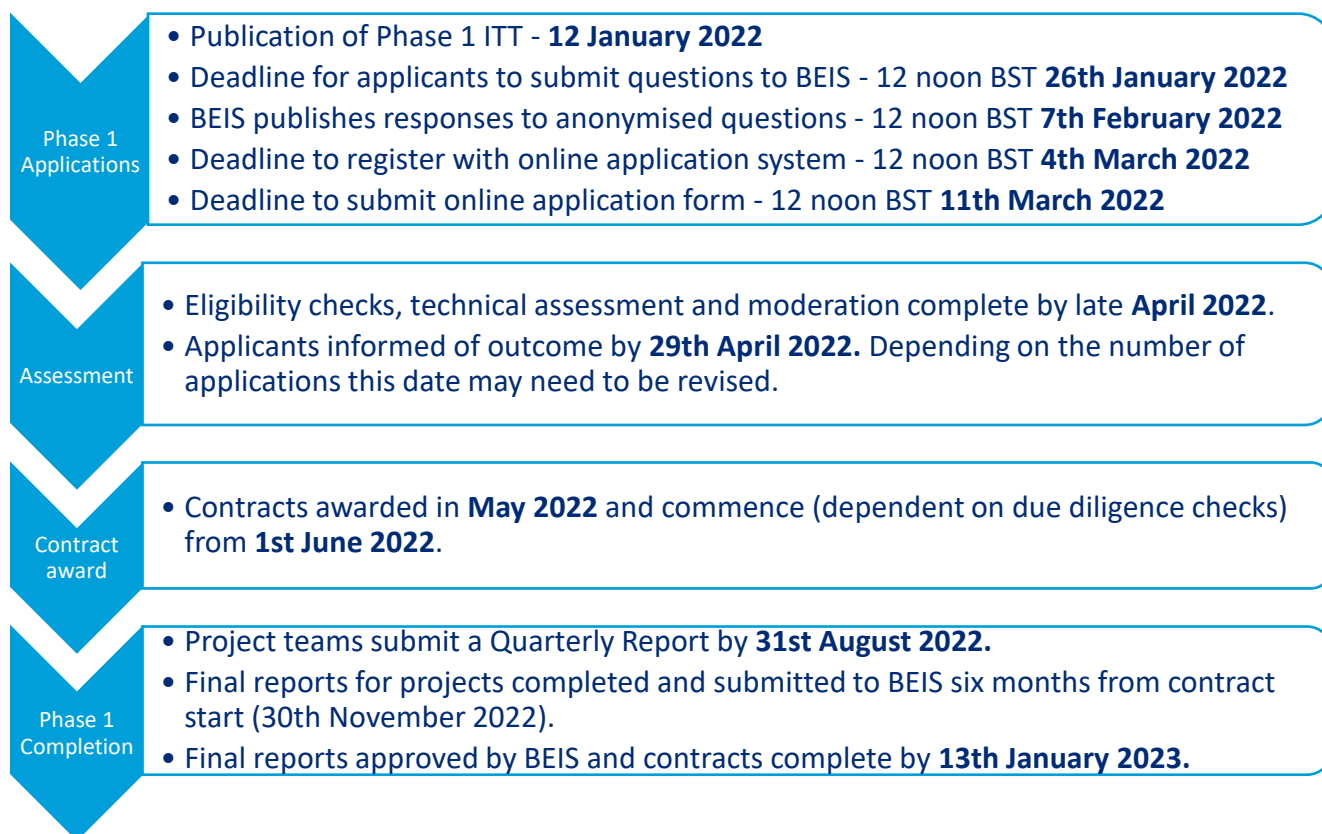 Phase 1
Applications
• Publication of Phase 1 ITT - 12 January 2022
• Deadline for applicants to submit questions to BEIS - 12 noon BST 26th January 2022
• BEIS publishes responses to anonymised questions - 12 noon BST 7th February 2022
• Deadline to register with online application system - 12 noon BST 4th March 2022
• Deadline to submit online application form - 12 noon BST 11th March 2022
Assessment
• Eligibility checks, technical assessment and moderation complete by late April 2022.
• Applicants informed of outcome by 29th April 2022. Depending on the number of
applications this date may need to be revised.
Contract
award
• Contracts awarded in May 2022 and commence (dependent on due diligence checks)
from 1st June 2022.
Phase 1
Completion
• Project teams submit a Quarterly Report by 31st August 2022.
• Final reports for projects completed and submitted to BEIS six months from contract
start (30th November 2022).
• Final reports approved by BEIS and contracts complete by 13th January 2023.